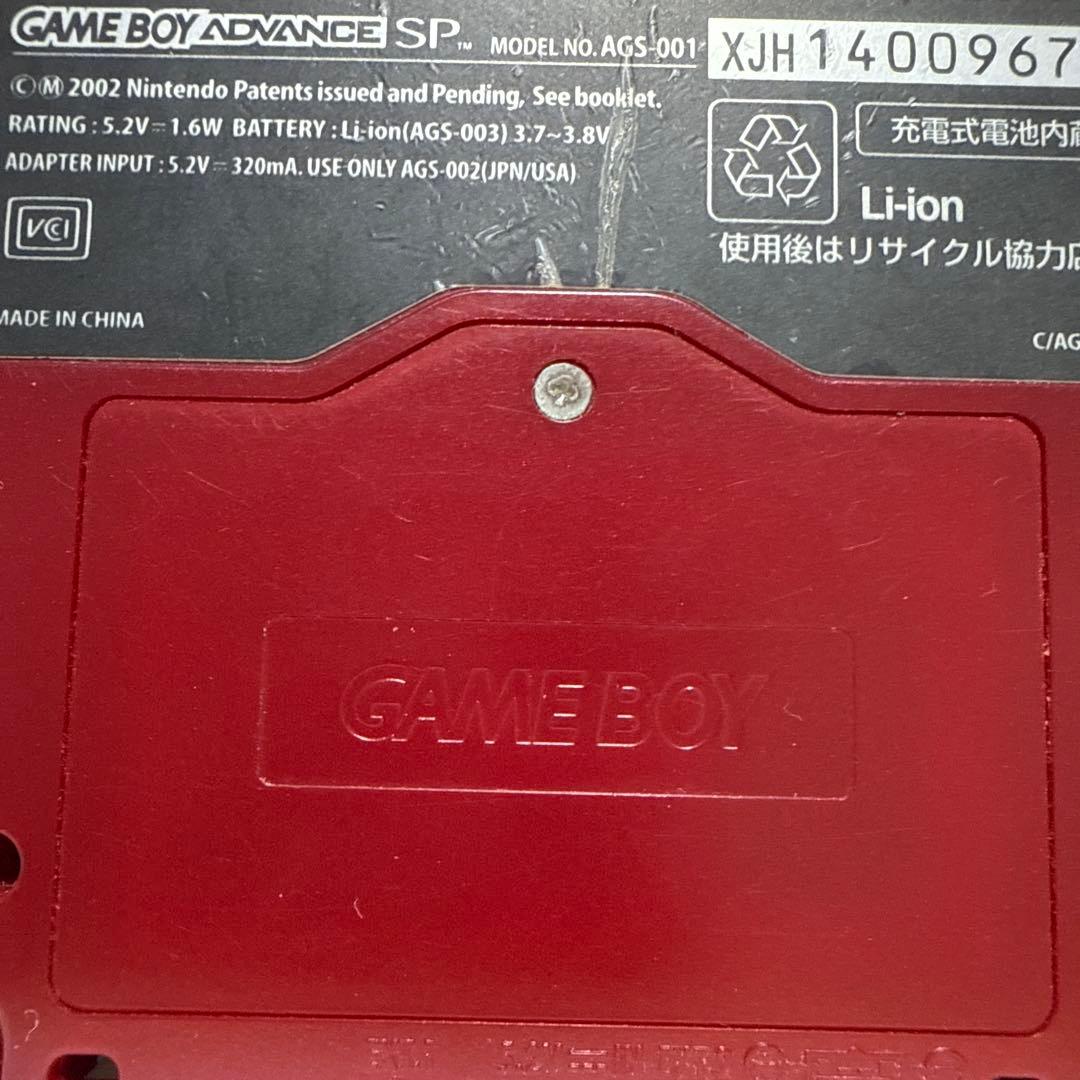 GAME BOY ADVANCE SP™ MODEL NO. AGS-001
XJH1400967
ⒸⓂ 2002 Nintendo Patents issued and Pending, See booklet.
RATING : 5.2V⎓1.6W BATTERY : Li-ion(AGS-003) 3.7~3.8V
ADAPTER INPUT : 5.2V⎓320mA. USE ONLY AGS-002(JPN/USA)
充電式電池内蔵
Li-ion
使用後はリサイクル協力店
VCCI
MADE IN CHINA
C/AG
GAME BOY